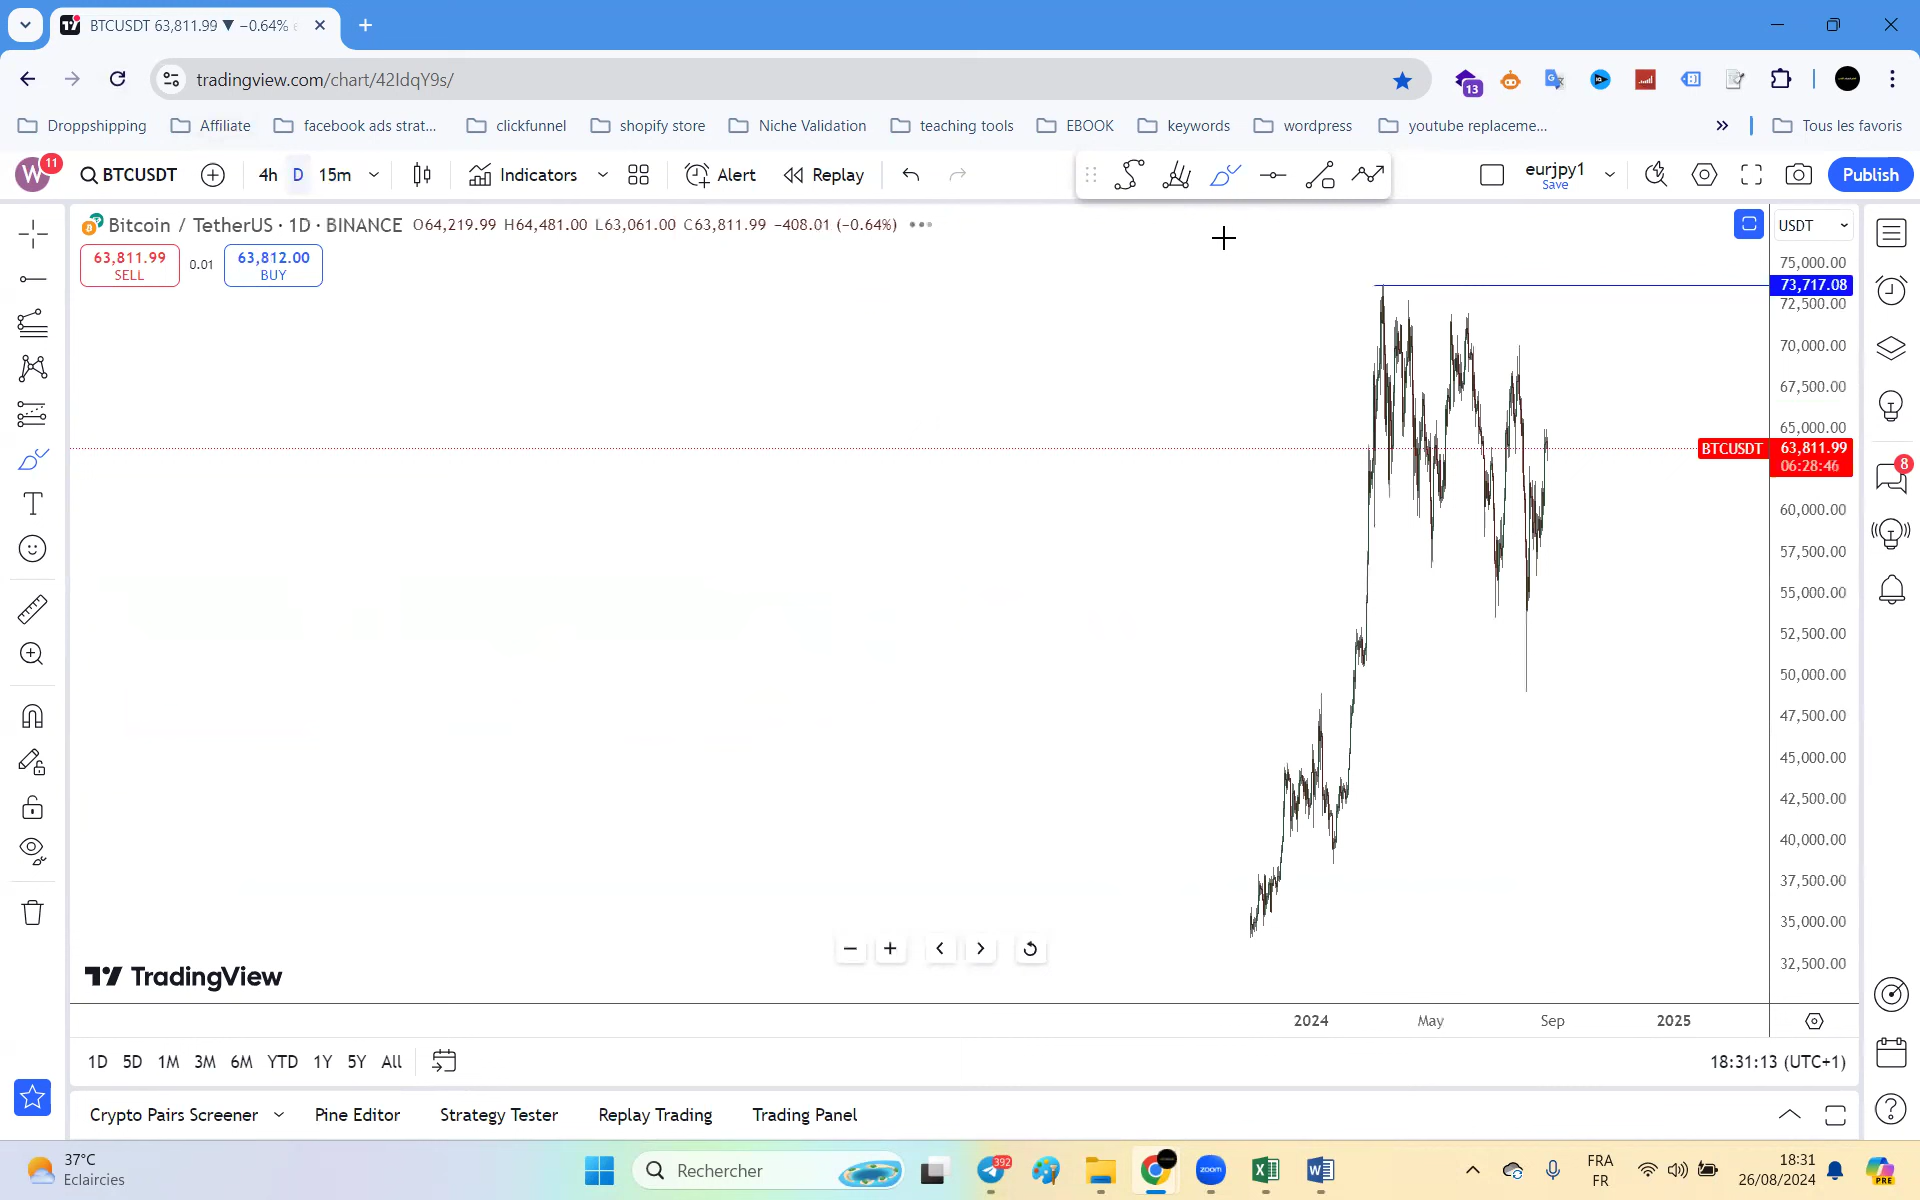 BTCUSDT 63,811.99 ▼ −0.64%
tradingview.com/chart/42IdqY9s/
13
Droppshipping
Affiliate
facebook ads strat...
clickfunnel
shopify store
Niche Validation
teaching tools
EBOOK
keywords
wordpress
youtube replaceme...
Tous les favoris
W
11
BTCUSDT
4h
D
15m
Indicators
Alert
Replay
eurjpy1
Save
Publish
Bitcoin / TetherUS · 1D · BINANCE O64,219.99 H64,481.00 L63,061.00 C63,811.99 −408.01 (−0.64%)
63,811.99
SELL
0.01
63,812.00
BUY
USDT
75,000.00
73,717.08
72,500.00
70,000.00
67,500.00
65,000.00
BTCUSDT
63,811.99
06:28:46
60,000.00
57,500.00
55,000.00
52,500.00
50,000.00
47,500.00
45,000.00
42,500.00
40,000.00
37,500.00
35,000.00
32,500.00
8
TradingView
2024
May
Sep
2025
1D
5D
1M
3M
6M
YTD
1Y
5Y
All
18:31:13 (UTC+1)
Crypto Pairs Screener
Pine Editor
Strategy Tester
Replay Trading
Trading Panel
37°C
Eclaircies
Rechercher
392
zoom
FRA
FR
18:31
26/08/2024
PRE